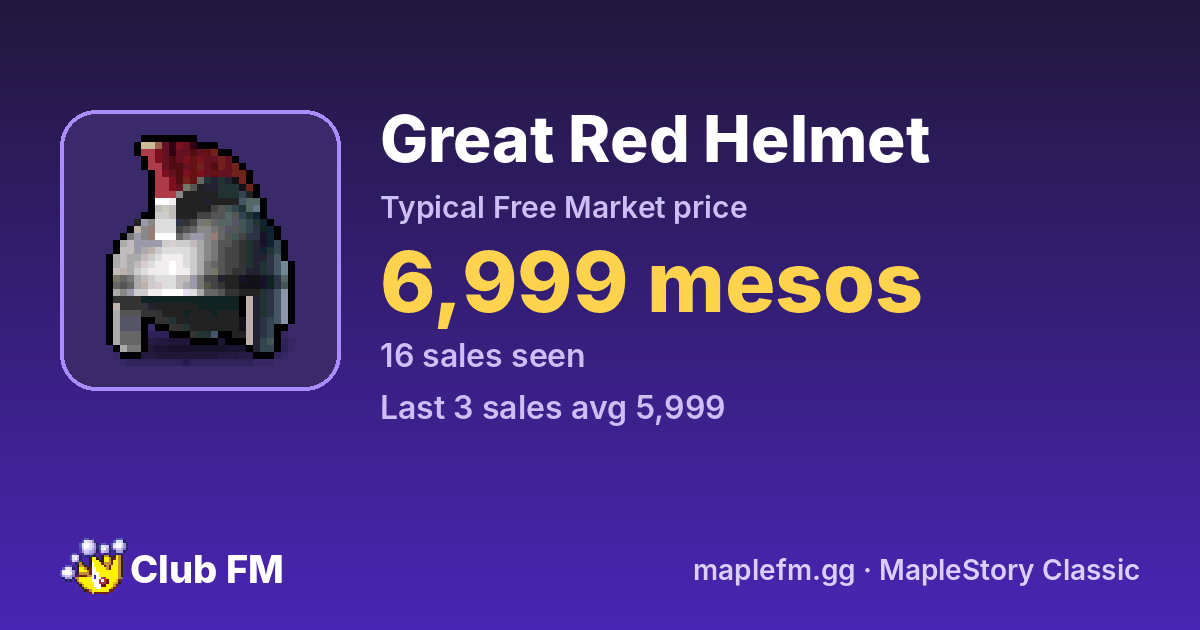 Great Red Helmet
Typical Free Market price
6,999 mesos
16 sales seen
Last 3 sales avg 5,999
Club FM
maplefm.gg · MapleStory Classic